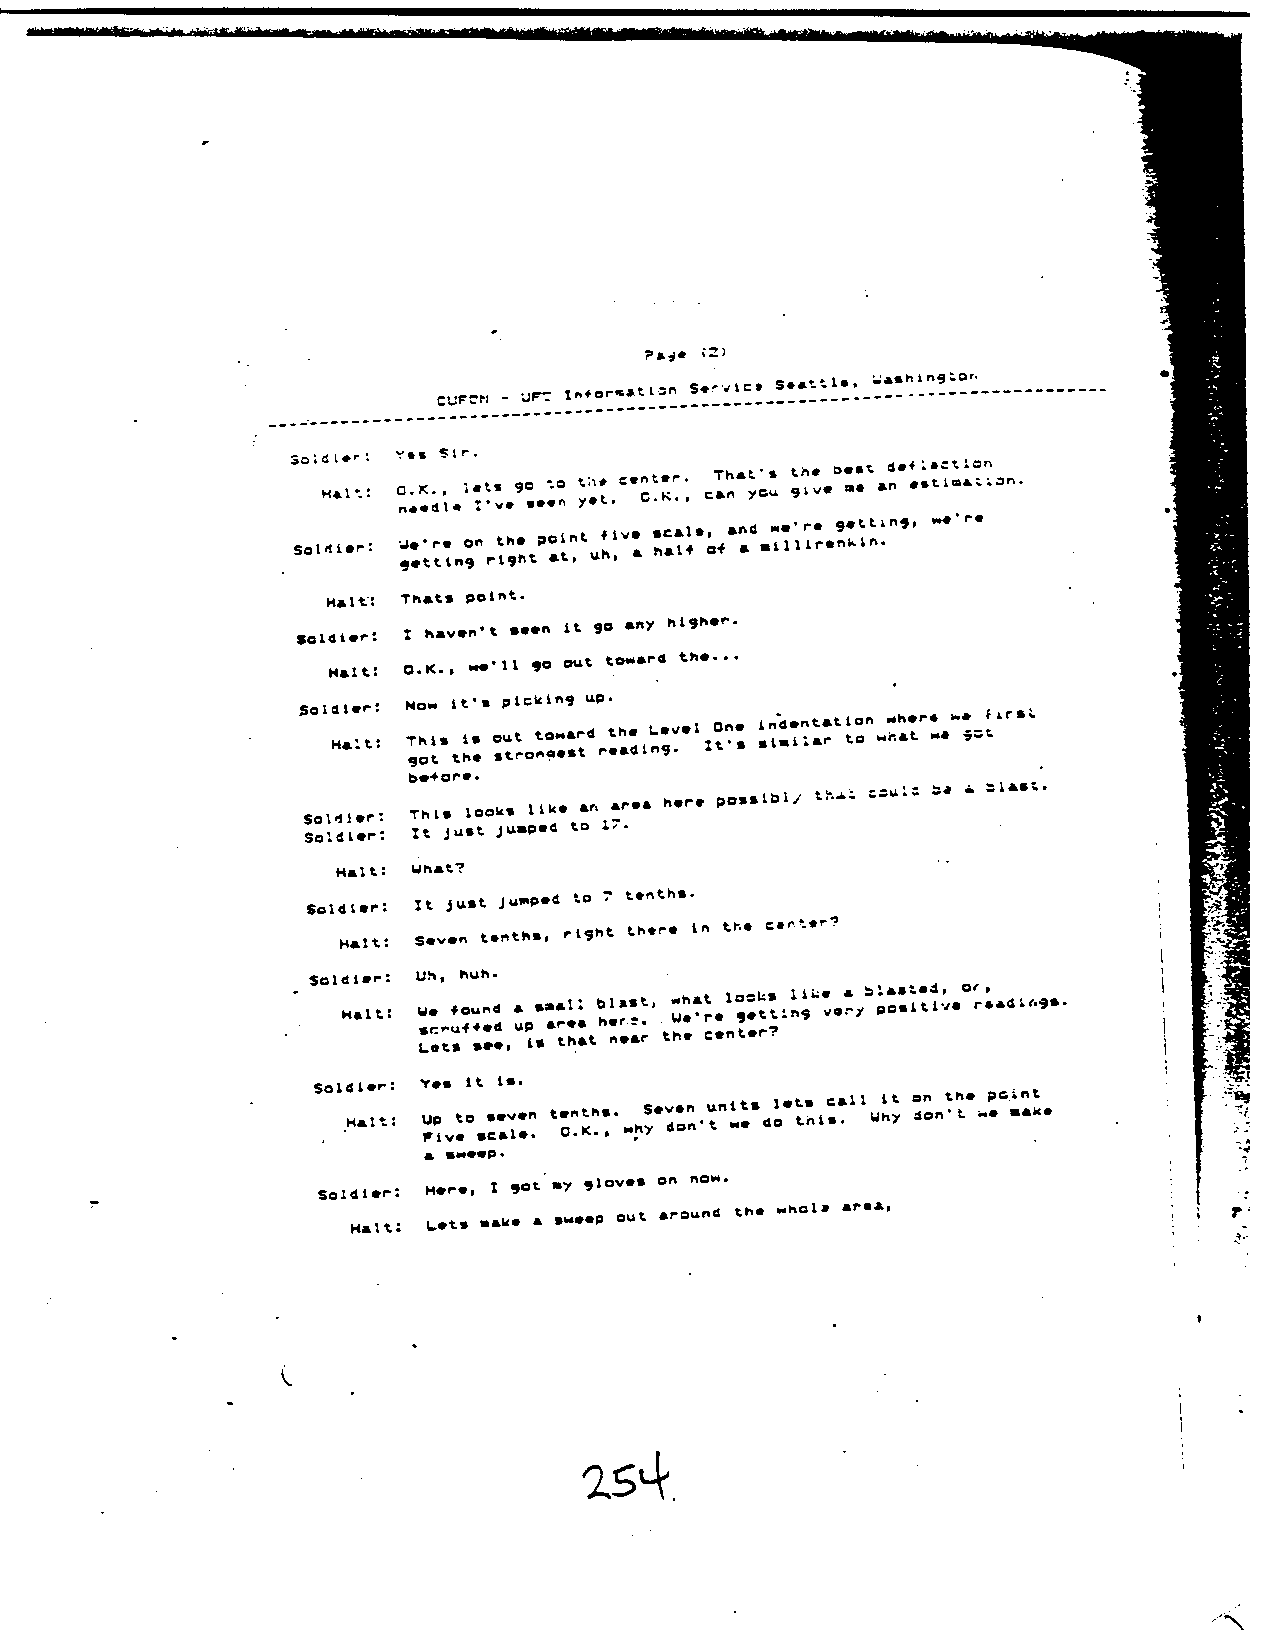 Page (2)
CUFON - UFO Information Service Seattle, Washington
Soldier: Yes Sir.
Halt: O.K., lets go to the center. That's the best deflection
needle I've seen yet. O.K., can you give me an estimation.
Soldier: We're on the point five scale, and we're getting, we're
getting right at, uh, a half of a millirenkin.
Halt: Thats point.
Soldier: I haven't seen it go any higher.
Halt: O.K., we'll go out toward the...
Soldier: Now it's picking up.
Halt: This is out toward the Level One indentation where we first
got the strongest reading. It's similar to what we got
before.
Soldier: This looks like an area here possibly that could be a blast.
Soldier: It just jumped to 17.
Halt: What?
Soldier: It just jumped to 7 tenths.
Halt: Seven tenths, right there in the center?
Soldier: Uh, huh.
Halt: We found a small blast, what looks like a blasted, or,
scruffed up area here. We're getting very positive readings.
Lets see, is that near the center?
Soldier: Yes it is.
Halt: Up to seven tenths. Seven units lets call it on the point
Five scale. O.K., why don't we do this. Why don't we make
a sweep.
Soldier: Here, I got my gloves on now.
Halt: Lets make a sweep out around the whole area,
254